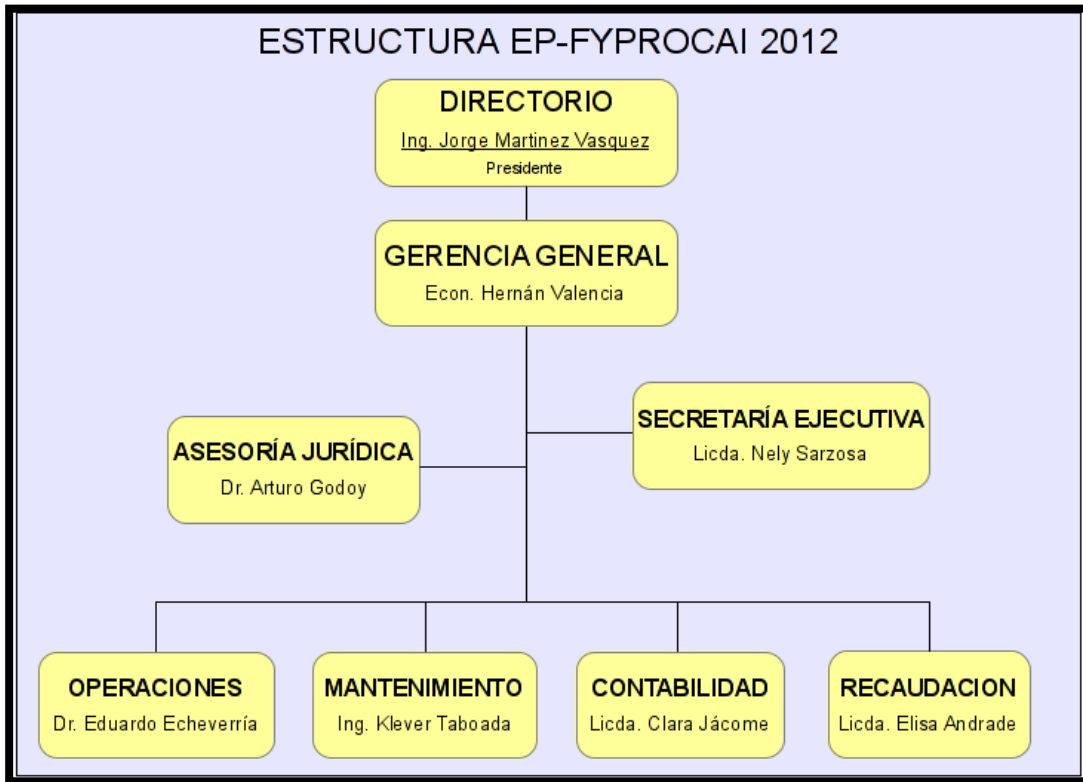 ESTRUCTURA EP-FYPROCAI 2012
DIRECTORIO
Ing. Jorge Martinez Vasquez
Presidente
GERENCIA GENERAL
Econ. Hernán Valencia
SECRETARÍA EJECUTIVA
Licda. Nely Sarzosa
ASESORÍA JURÍDICA
Dr. Arturo Godoy
OPERACIONES
Dr. Eduardo Echeverría
MANTENIMIENTO
Ing. Klever Taboada
CONTABILIDAD
Licda. Clara Jácome
RECAUDACION
Licda. Elisa Andrade